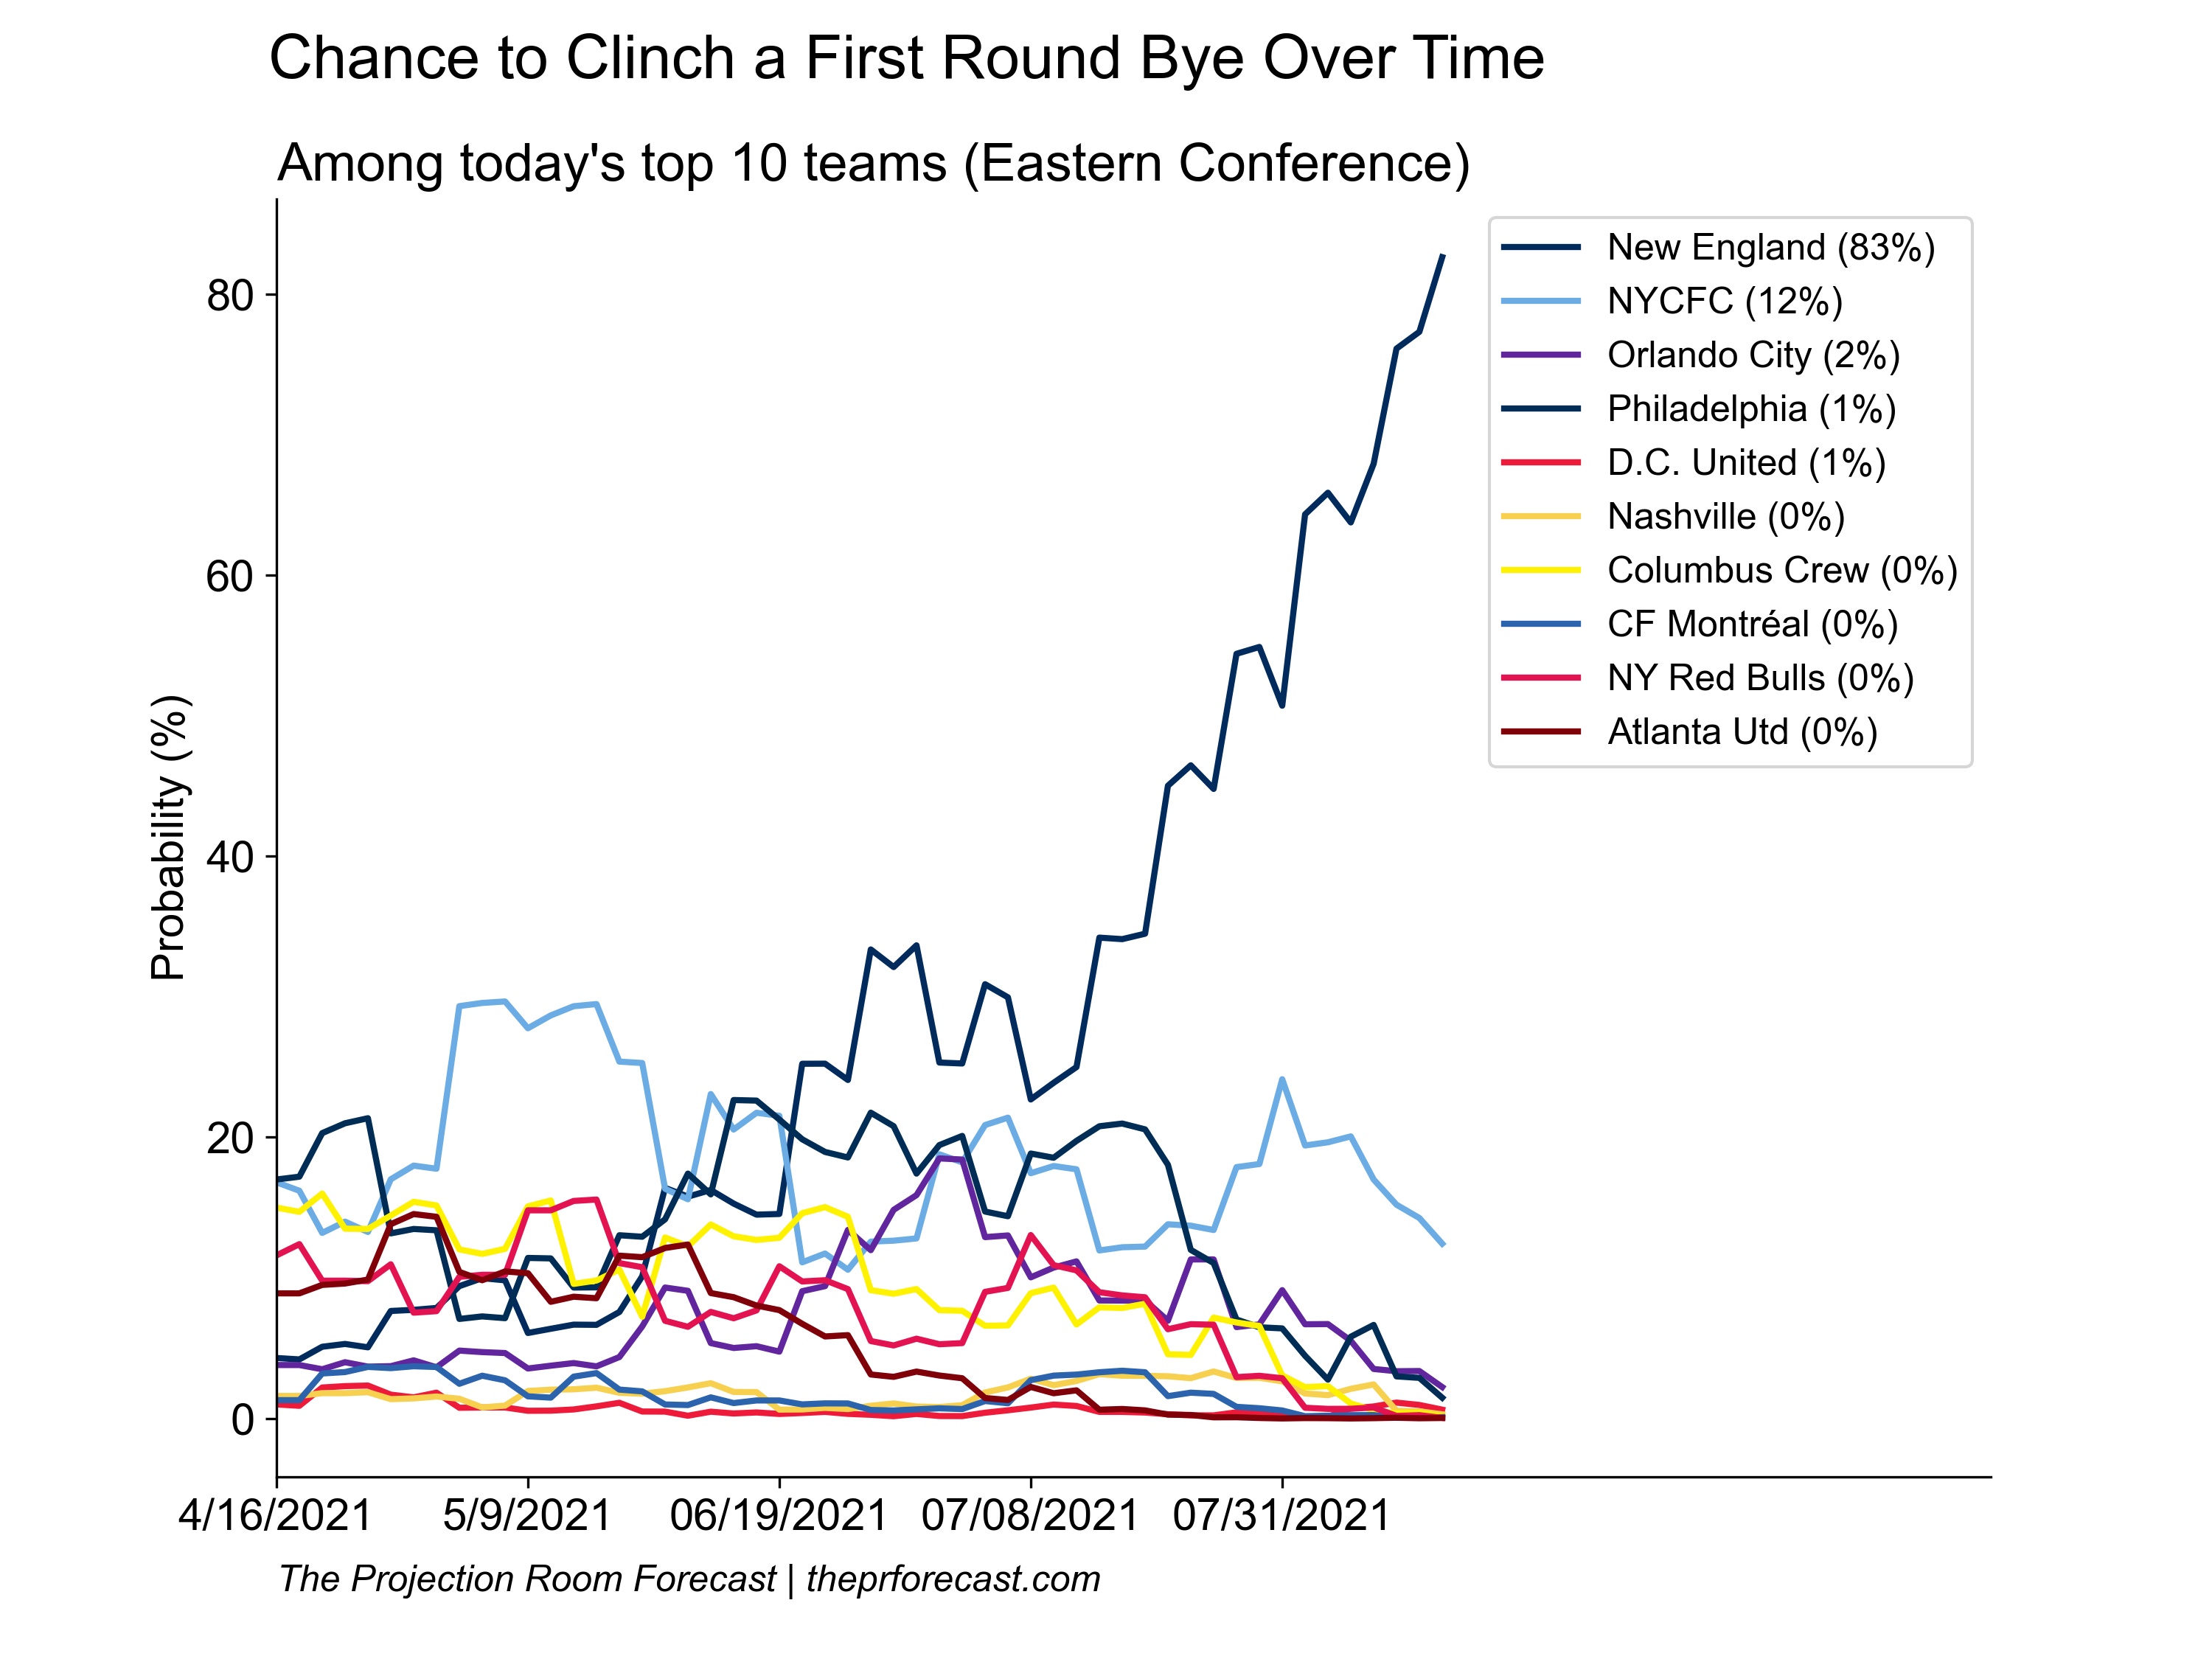 Chance to Clinch a First Round Bye Over Time
Among today's top 10 teams (Eastern Conference)
New England (83%)
NYCFC (12%)
Orlando City (2%)
Philadelphia (1%)
D.C. United (1%)
Nashville (0%)
Columbus Crew (0%)
CF Montréal (0%)
NY Red Bulls (0%)
Atlanta Utd (0%)
Probability (%)
80
60
40
20
0
4/16/2021 5/9/2021 06/19/2021 07/08/2021 07/31/2021
The Projection Room Forecast | theprforecast.com